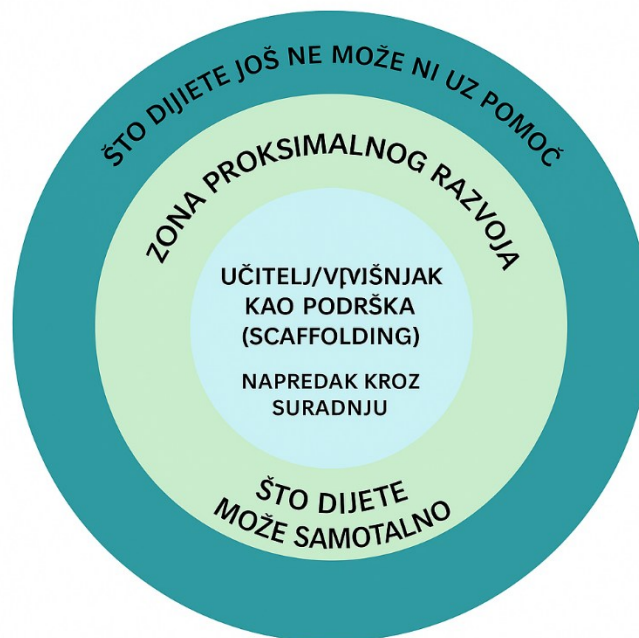 ŠTO DIJIETE JOŠ NE MOŽE NI UZ POMOĆ
ZONA PROKSIMALNOG RAZVOJA
UČITELJ/VṾVIŠNJAK
KAO PODRŠKA
(SCAFFOLDING)
NAPREDAK KROZ
SURADNJU
ŠTO DIJETE
MOŽE SAMOTALNO